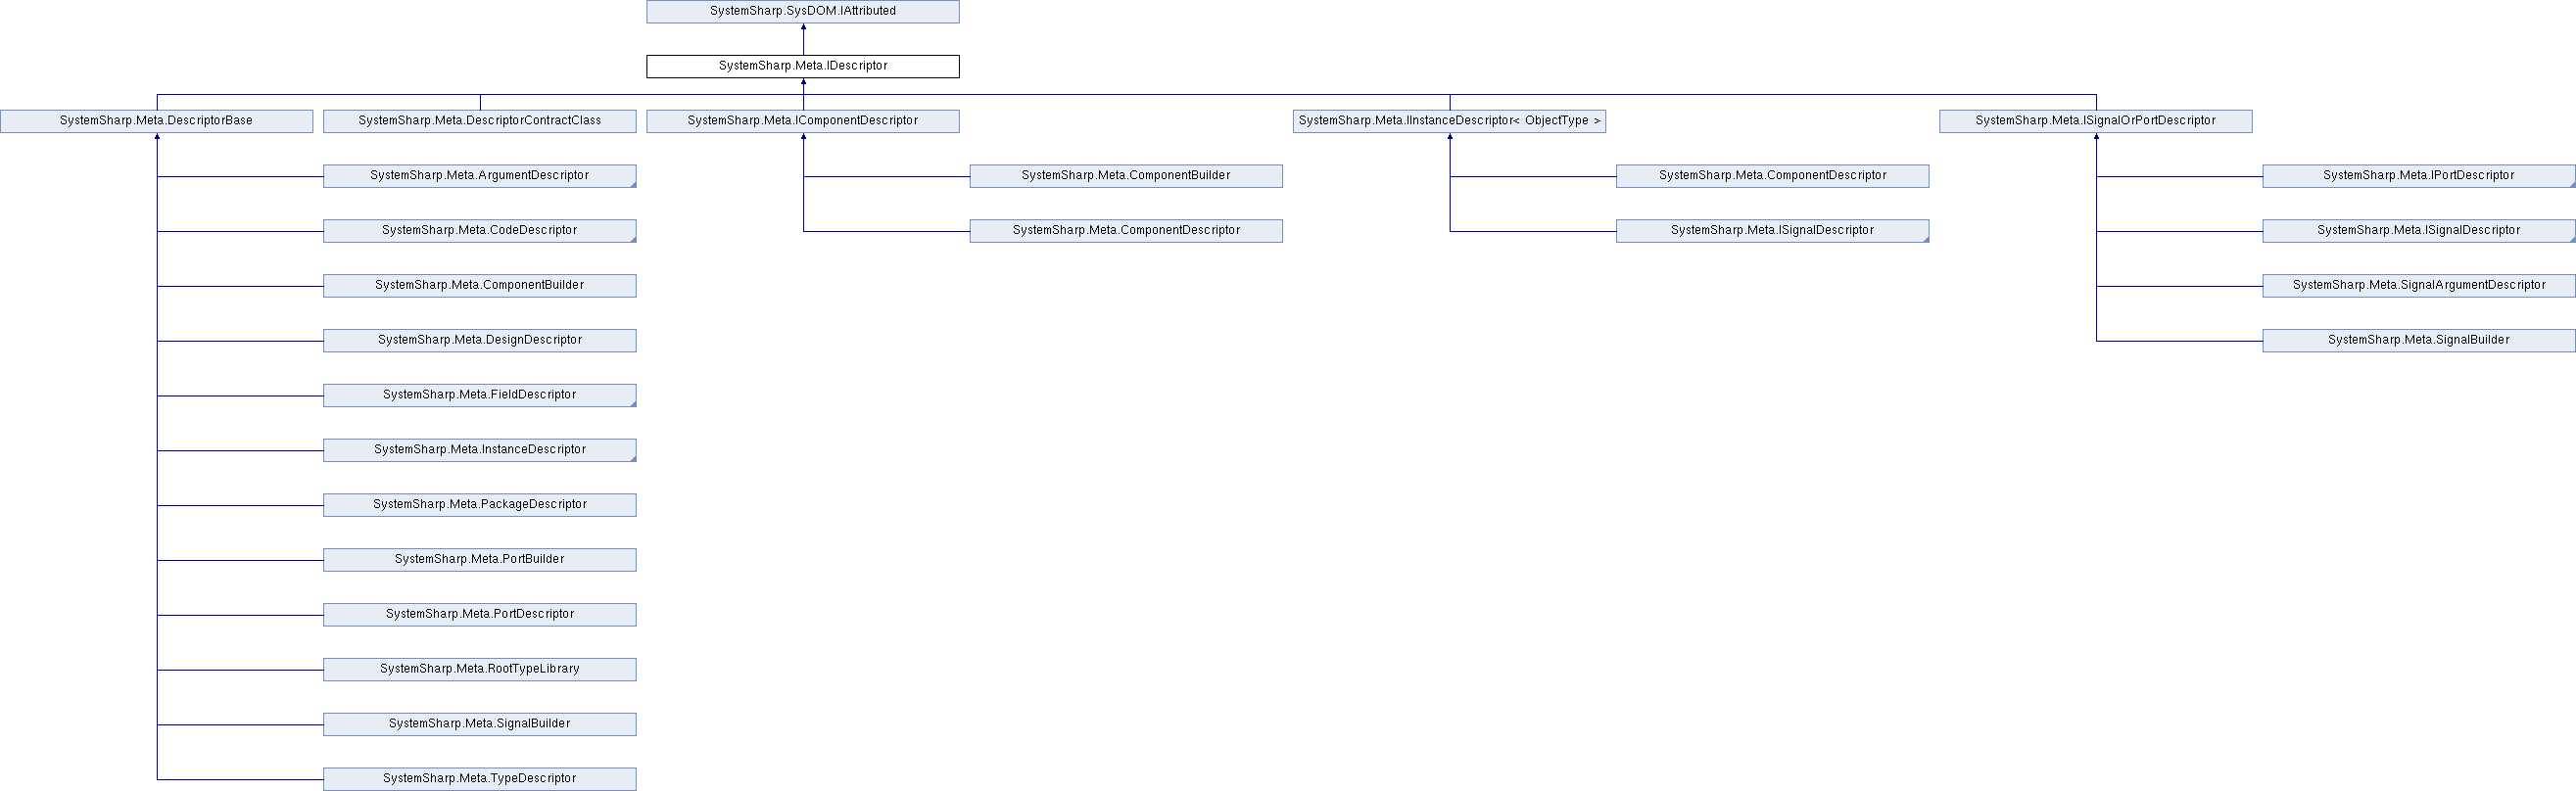 SystemSharp.SysDOM.IAttributed
SystemSharp.Meta.IDescriptor
SystemSharp.Meta.DescriptorBase
SystemSharp.Meta.DescriptorContractClass
SystemSharp.Meta.IComponentDescriptor
SystemSharp.Meta.IInstanceDescriptor< ObjectType >
SystemSharp.Meta.ISignalOrPortDescriptor
SystemSharp.Meta.ArgumentDescriptor
SystemSharp.Meta.ComponentBuilder
SystemSharp.Meta.ComponentDescriptor
SystemSharp.Meta.IPortDescriptor
SystemSharp.Meta.CodeDescriptor
SystemSharp.Meta.ComponentDescriptor
SystemSharp.Meta.ISignalDescriptor
SystemSharp.Meta.ISignalDescriptor
SystemSharp.Meta.ComponentBuilder
SystemSharp.Meta.SignalArgumentDescriptor
SystemSharp.Meta.DesignDescriptor
SystemSharp.Meta.SignalBuilder
SystemSharp.Meta.FieldDescriptor
SystemSharp.Meta.InstanceDescriptor
SystemSharp.Meta.PackageDescriptor
SystemSharp.Meta.PortBuilder
SystemSharp.Meta.PortDescriptor
SystemSharp.Meta.RootTypeLibrary
SystemSharp.Meta.SignalBuilder
SystemSharp.Meta.TypeDescriptor